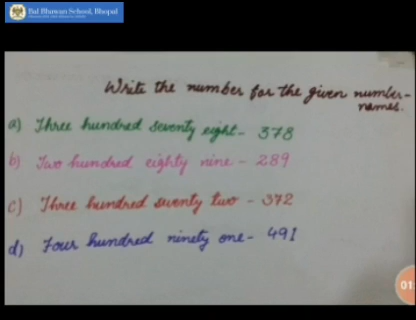 Bal Bhawan School, Bhopal
Write the number for the given number-
names.
a) Three hundred seventy eight - 378
b) Two hundred eighty nine - 289
c) Three hundred seventy two - 372
d) Four hundred ninety one - 491
01